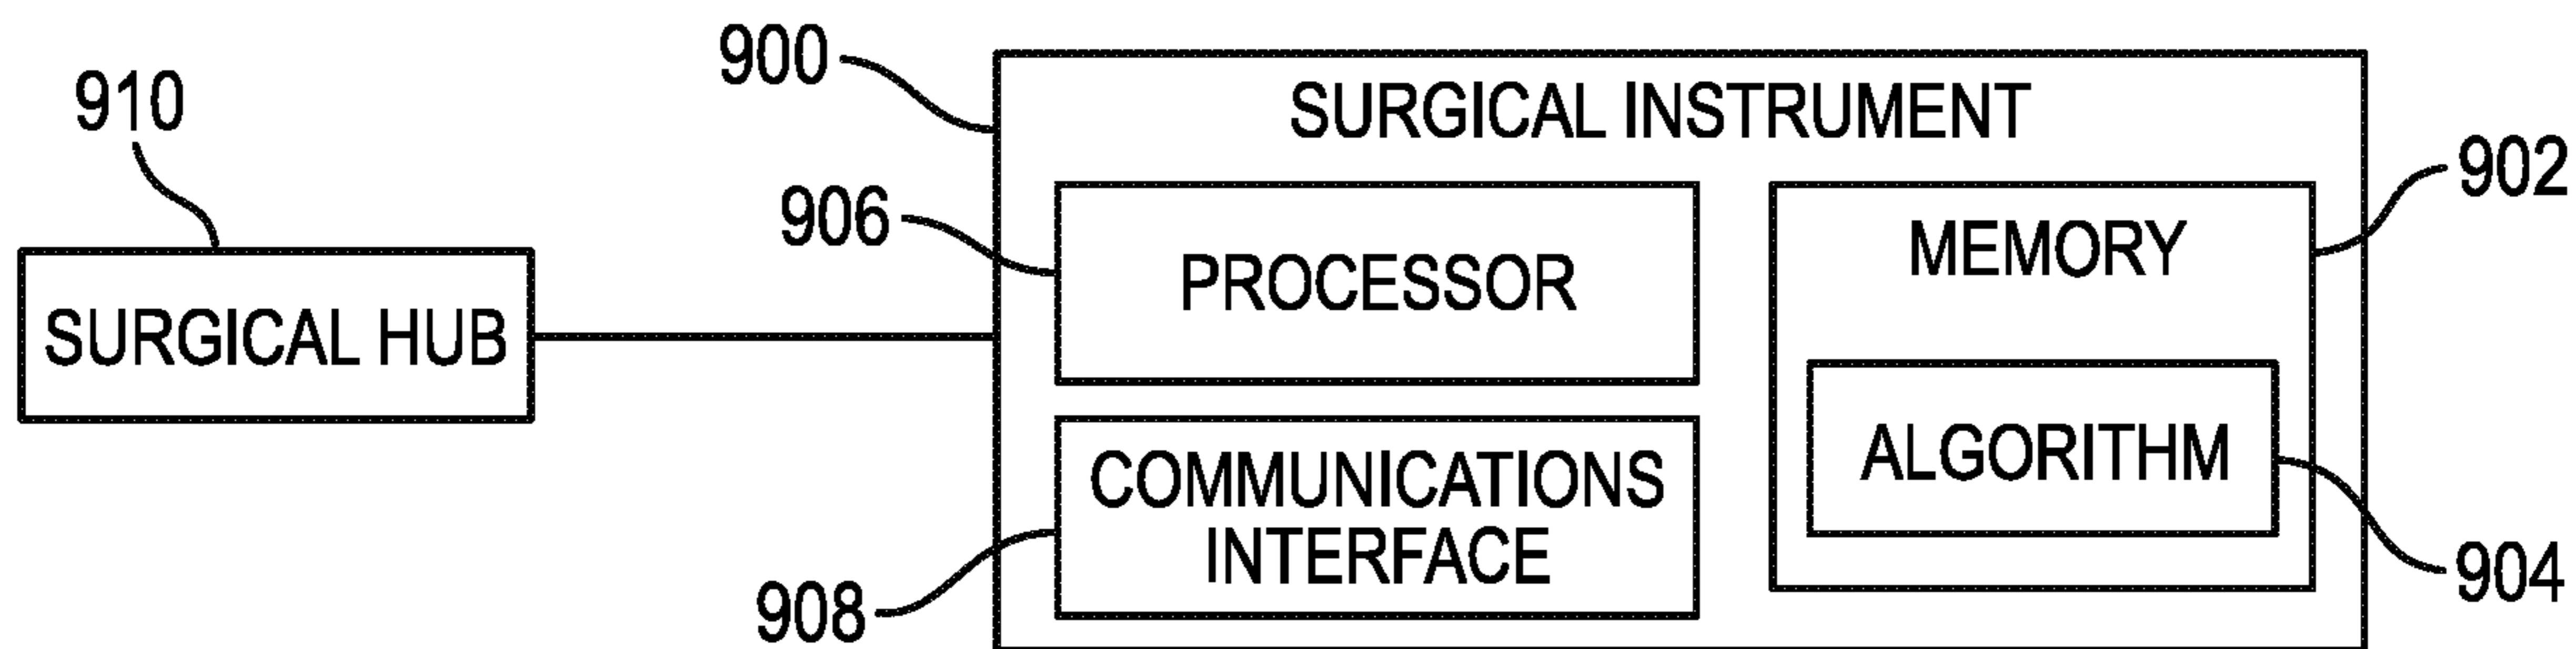 910
SURGICAL HUB
900
SURGICAL INSTRUMENT
906
PROCESSOR
908
COMMUNICATIONS
INTERFACE
902
MEMORY
ALGORITHM
904